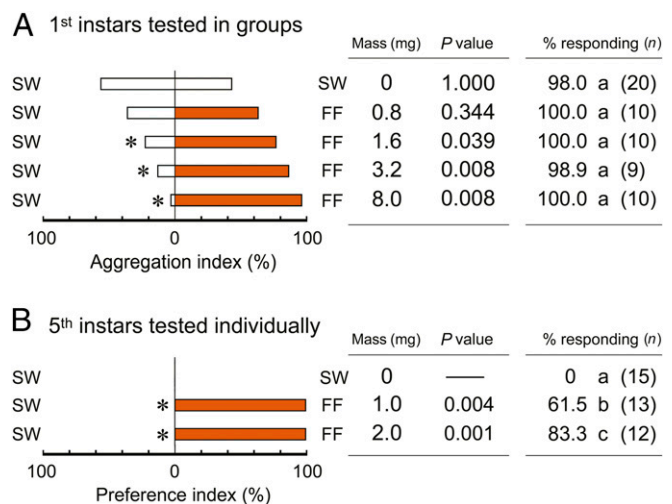 A 1st instars tested in groups
Mass (mg) P value % responding (n)
SW SW 0 1.000 98.0 a (20)
SW FF 0.8 0.344 100.0 a (10)
SW * FF 1.6 0.039 100.0 a (10)
SW * FF 3.2 0.008 98.9 a (9)
SW * FF 8.0 0.008 100.0 a (10)
100 0 100
Aggregation index (%)
B 5th instars tested individually
Mass (mg) P value % responding (n)
SW SW 0 — 0 a (15)
SW * FF 1.0 0.004 61.5 b (13)
SW * FF 2.0 0.001 83.3 c (12)
100 0 100
Preference index (%)